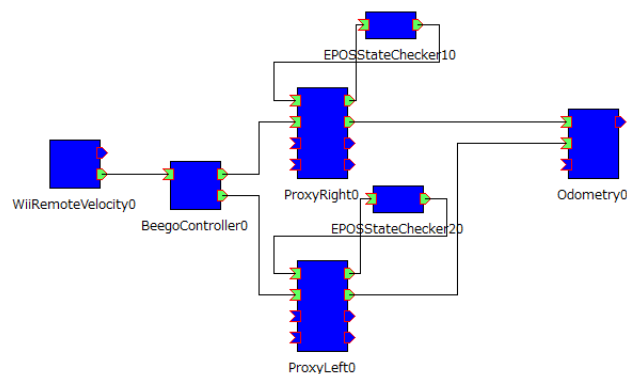 EPOSStateChecker10
ProxyRight0
Odometry0
WiiRemoteVelocity0
BeegoController0
EPOSStateChecker20
ProxyLeft0